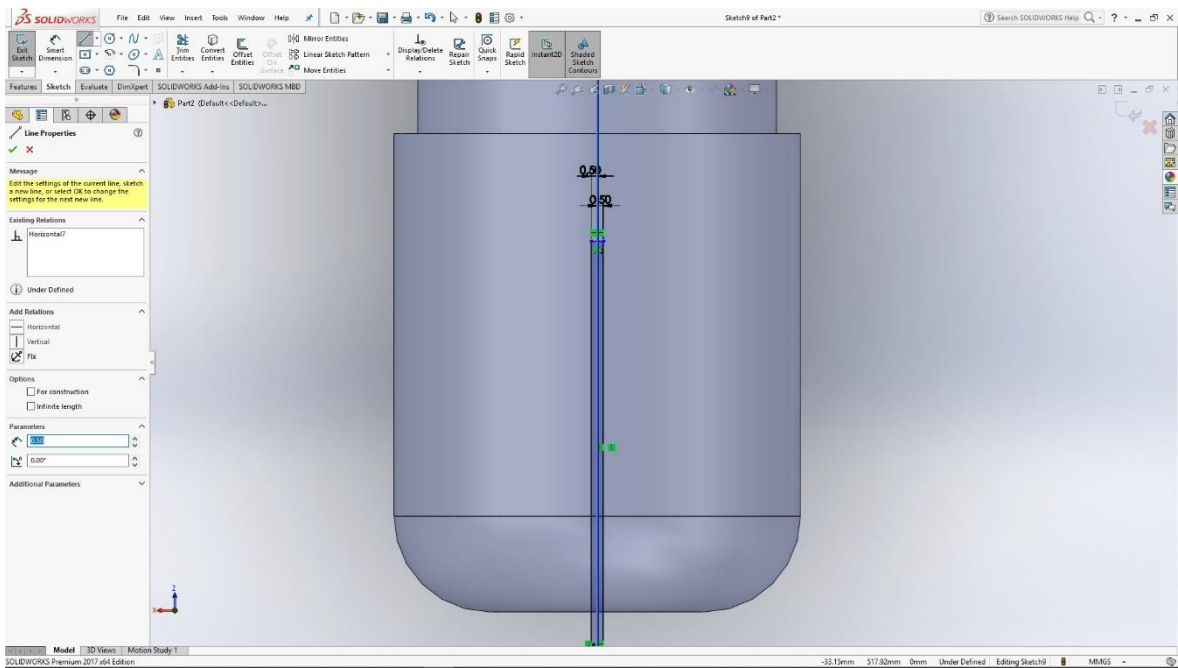 SOLIDWORKS File Edit View Insert Tools Window Help Sketch9 of Part2 * Search SOLIDWORKS Help
Exit Sketch
Smart Dimension
Trim Entities
Convert Entities
Offset Entities
Offset On Surface
Mirror Entities
Linear Sketch Pattern
Move Entities
Display/Delete Relations
Repair Sketch
Quick Snaps
Rapid Sketch
Instant2D
Shaded Sketch Contours
Features Sketch Evaluate DimXpert SOLIDWORKS Add-Ins SOLIDWORKS MBD
Part2 (Default<<Default>...
Line Properties
Message
Edit the settings of the current line, sketch
a new line, or select OK to change the
settings for the next new line.
Existing Relations
Horizontal7
Under Defined
Add Relations
Horizontal
Vertical
Fix
Options
For construction
Infinite length
Parameters
0.50
0.00°
Additional Parameters
0,50
0,50
Z
X
Model 3D Views Motion Study 1
SOLIDWORKS Premium 2017 x64 Edition -33.15mm 517.92mm 0mm Under Defined Editing Sketch9 MMGS